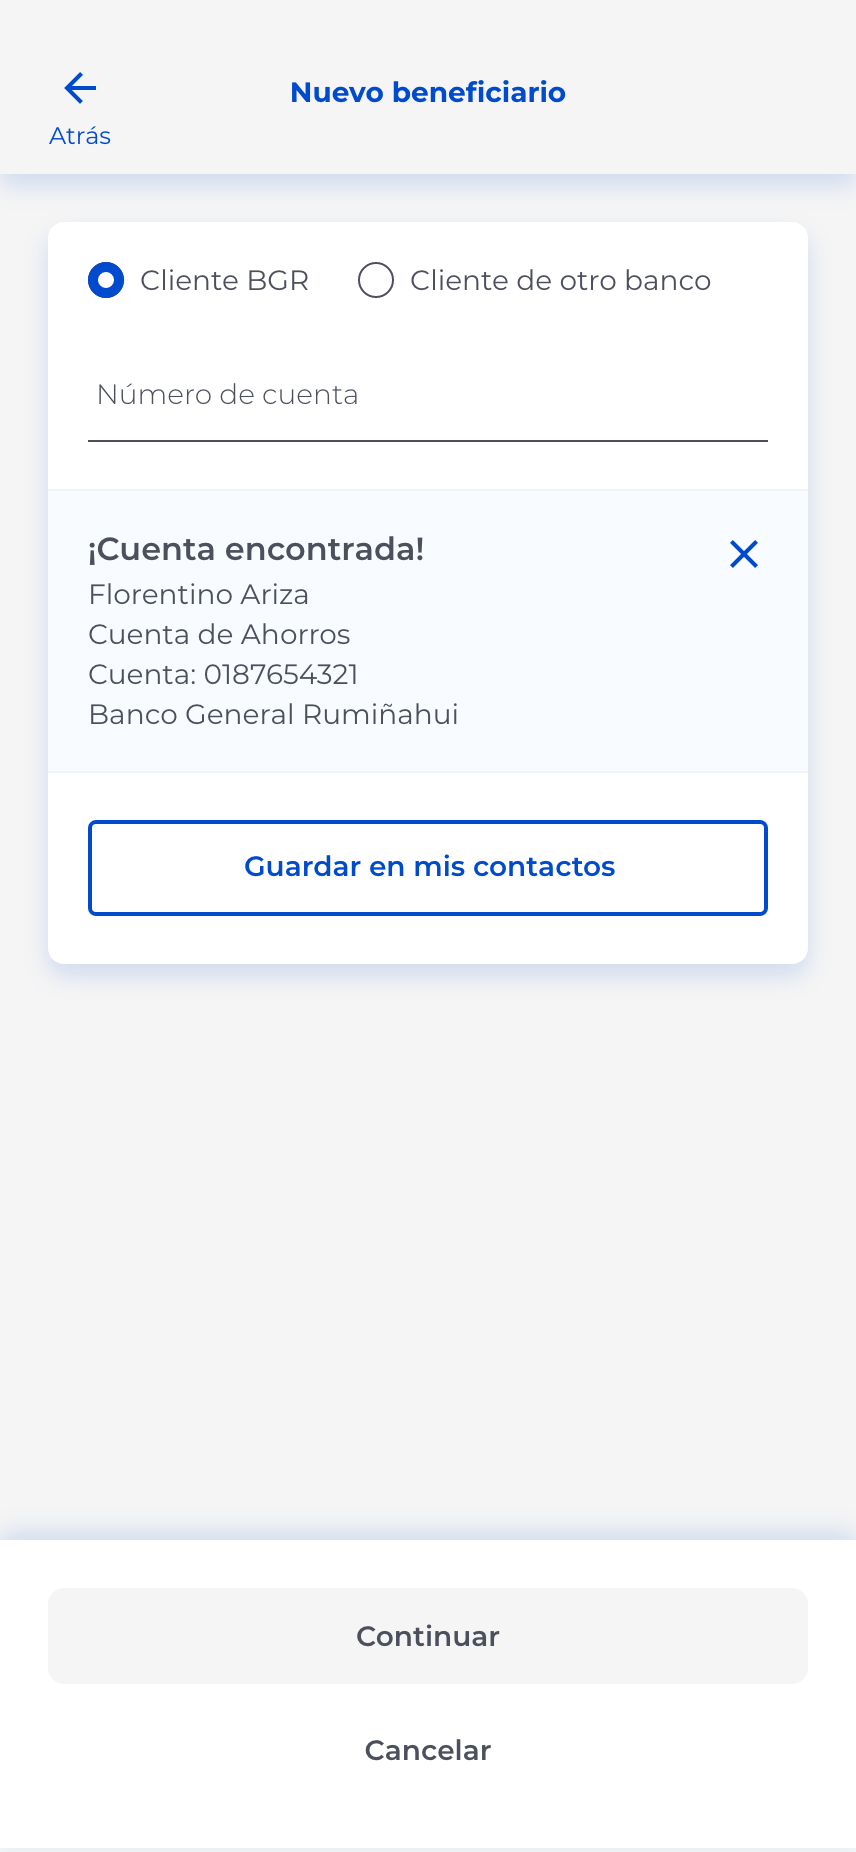 Nuevo beneficiario
Atrás
Cliente BGR
Cliente de otro banco
Número de cuenta
¡Cuenta encontrada!
Florentino Ariza
Cuenta de Ahorros
Cuenta: 0187654321
Banco General Rumiñahui
Guardar en mis contactos
Continuar
Cancelar